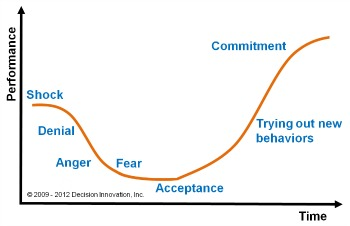 Performance
Commitment
Shock
Denial
Trying out new
behaviors
Anger
Fear
Acceptance
© 2009 - 2012 Decision Innovation, Inc.
Time